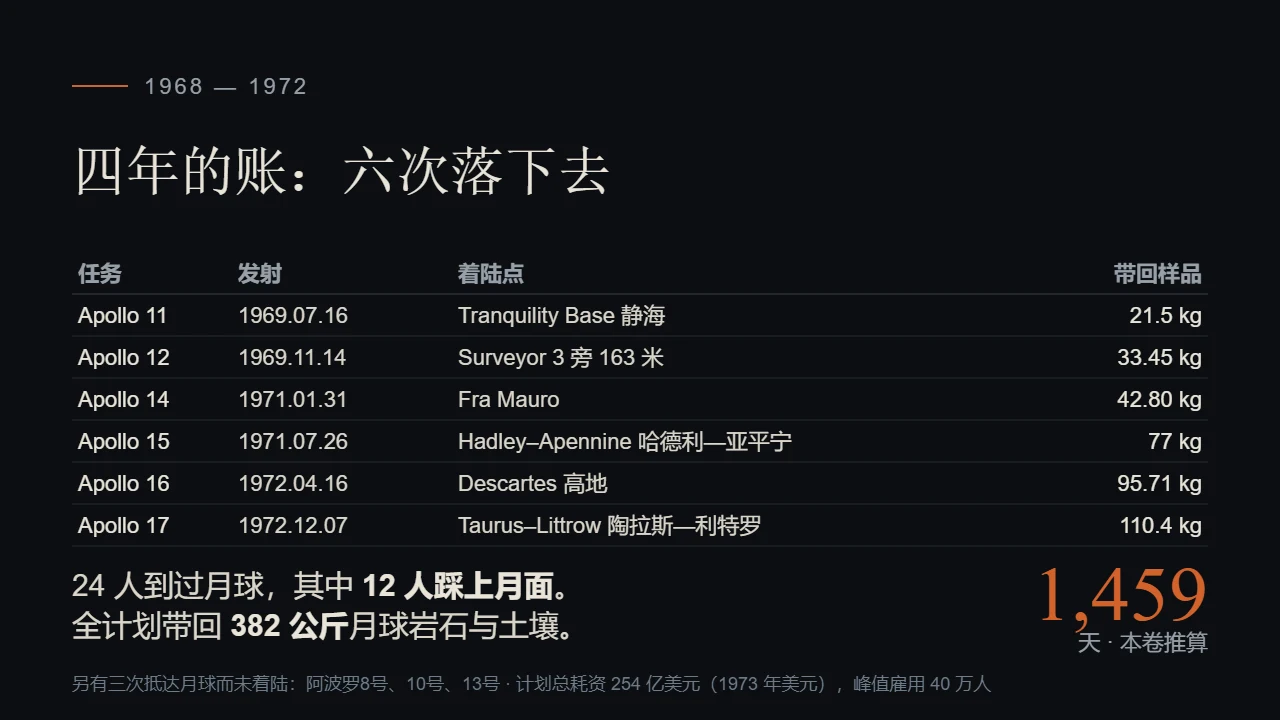 1968 — 1972
四年的账：六次落下去
任务 发射 着陆点 带回样品
Apollo 11 1969.07.16 Tranquility Base 静海 21.5 kg
Apollo 12 1969.11.14 Surveyor 3 旁 163 米 33.45 kg
Apollo 14 1971.01.31 Fra Mauro 42.80 kg
Apollo 15 1971.07.26 Hadley–Apennine 哈德利—亚平宁 77 kg
Apollo 16 1972.04.16 Descartes 高地 95.71 kg
Apollo 17 1972.12.07 Taurus–Littrow 陶拉斯—利特罗 110.4 kg
24 人到过月球，其中 12 人踩上月面。
全计划带回 382 公斤月球岩石与土壤。
1,459
天 · 本卷推算
另有三次抵达月球而未着陆：阿波罗8号、10号、13号 · 计划总耗资 254 亿美元（1973 年美元），峰值雇用 40 万人